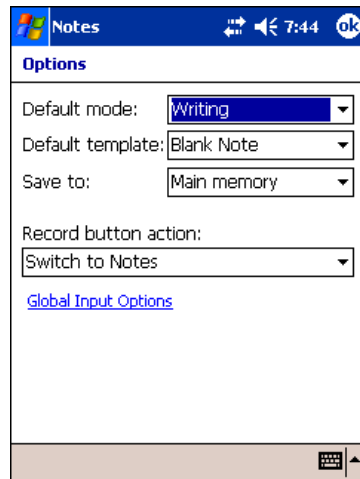 Notes 7:44 ok
Options
Default mode: Writing
Default template: Blank Note
Save to: Main memory
Record button action:
Switch to Notes
Global Input Options